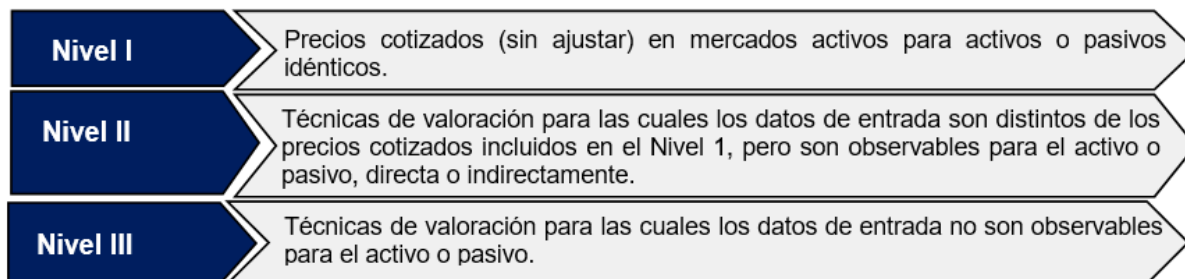 Nivel I
Precios cotizados (sin ajustar) en mercados activos para activos o pasivos
idénticos.
Nivel II
Técnicas de valoración para las cuales los datos de entrada son distintos de los
precios cotizados incluidos en el Nivel 1, pero son observables para el activo o
pasivo, directa o indirectamente.
Nivel III
Técnicas de valoración para las cuales los datos de entrada no son observables
para el activo o pasivo.